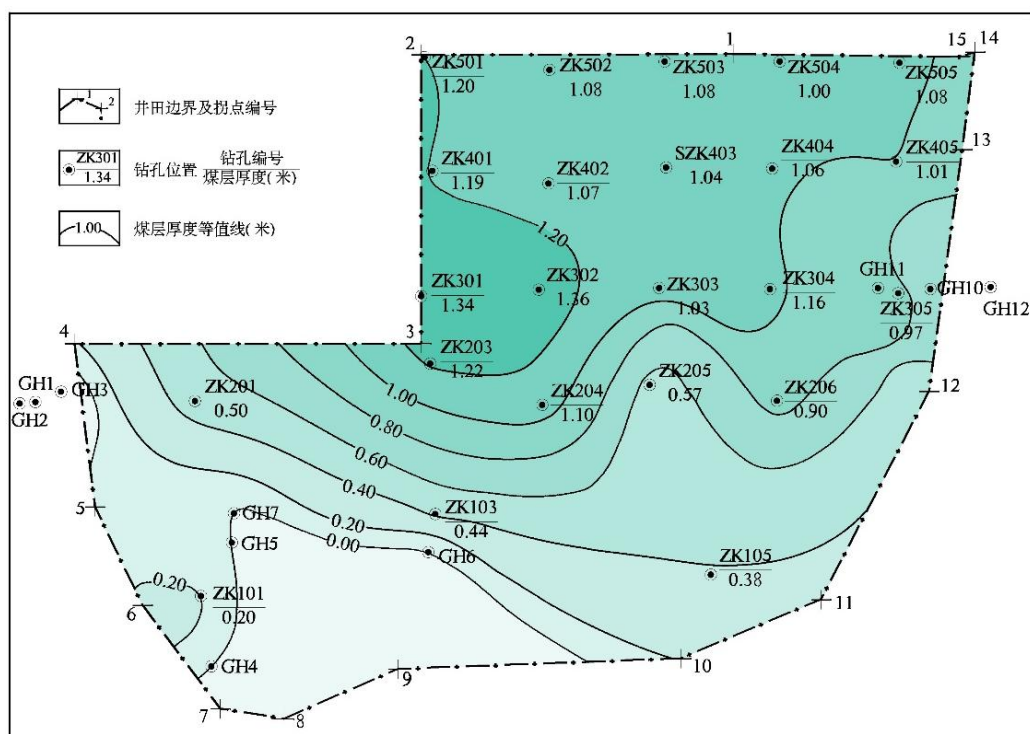 2
1
15
14
ZK501
1.20
ZK502
1.08
ZK503
1.08
ZK504
1.00
ZK505
1.08
1
2
井田边界及拐点编号
ZK301
1.34
钻孔位置
钻孔编号
煤层厚度(米)
1.00
煤层厚度等值线(米)
13
ZK401
1.19
ZK402
1.07
SZK403
1.04
ZK404
1.06
ZK405
1.01
1.20
ZK301
1.34
ZK302
1.36
ZK303
1.03
ZK304
1.16
GH11
ZK305
0.97
GH10
GH12
4
3
ZK203
1.22
GH1
GH2
GH3
ZK201
0.50
1.00
0.80
0.60
0.40
0.20
0.00
ZK204
1.10
ZK205
0.57
ZK206
0.90
12
5
GH7
GH5
ZK103
0.44
GH6
ZK105
0.38
0.20
ZK101
0.20
6
11
GH4
10
9
7
8